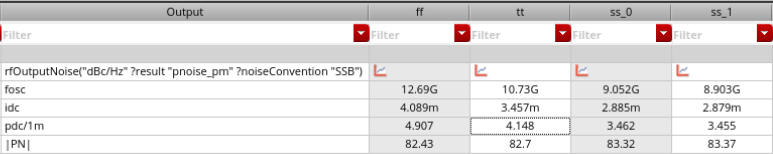 Output ff tt ss_0 ss_1
Filter Filter Filter Filter Filter
rfOutputNoise("dBc/Hz" ?result "pnoise_pm" ?noiseConvention "SSB")
fosc 12.69G 10.73G 9.052G 8.903G
idc 4.089m 3.457m 2.885m 2.879m
pdc/1m 4.907 4.148 3.462 3.455
|PN| 82.43 82.7 83.32 83.37